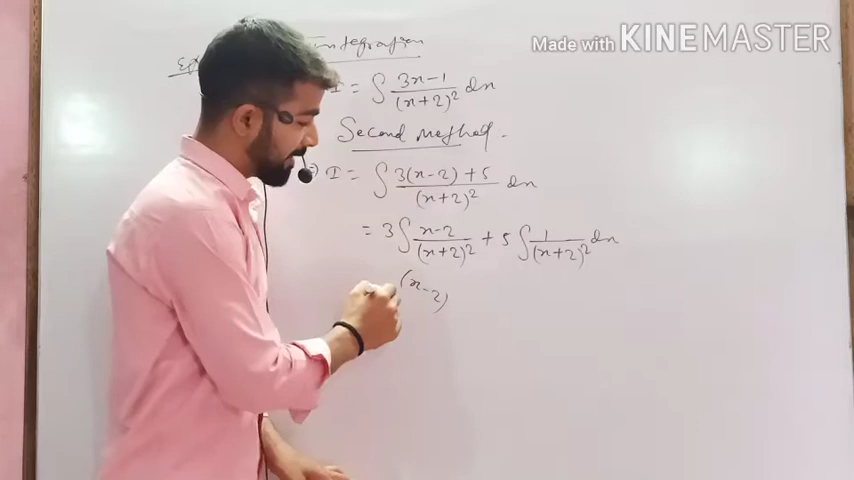 Made with KINEMASTER
integration
I = ∫ 3x-1/(x+2)² dx
Second Method.
I = ∫ 3(x-2)+5/(x+2)² dx
= 3∫ x-2/(x+2)² + 5∫ 1/(x+2)² dx
(x-2)